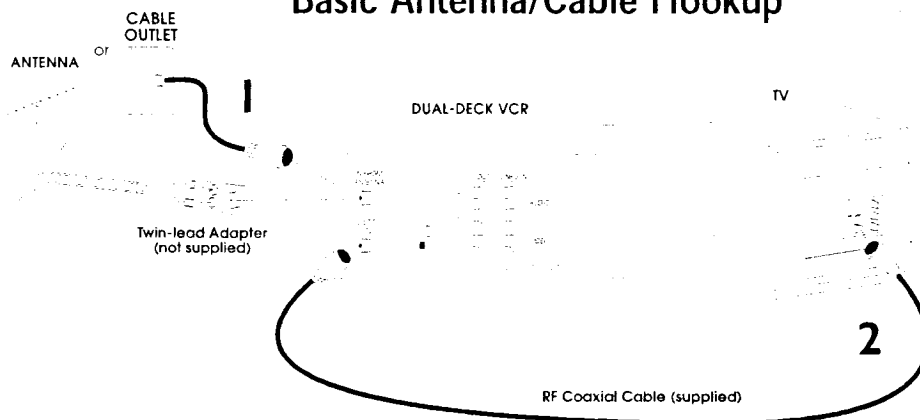 Basic Antenna/Cable Hookup
CABLE
OUTLET
or
ANTENNA
1
DUAL-DECK VCR
TV
Twin-lead Adapter
(not supplied)
2
RF Coaxial Cable (supplied)